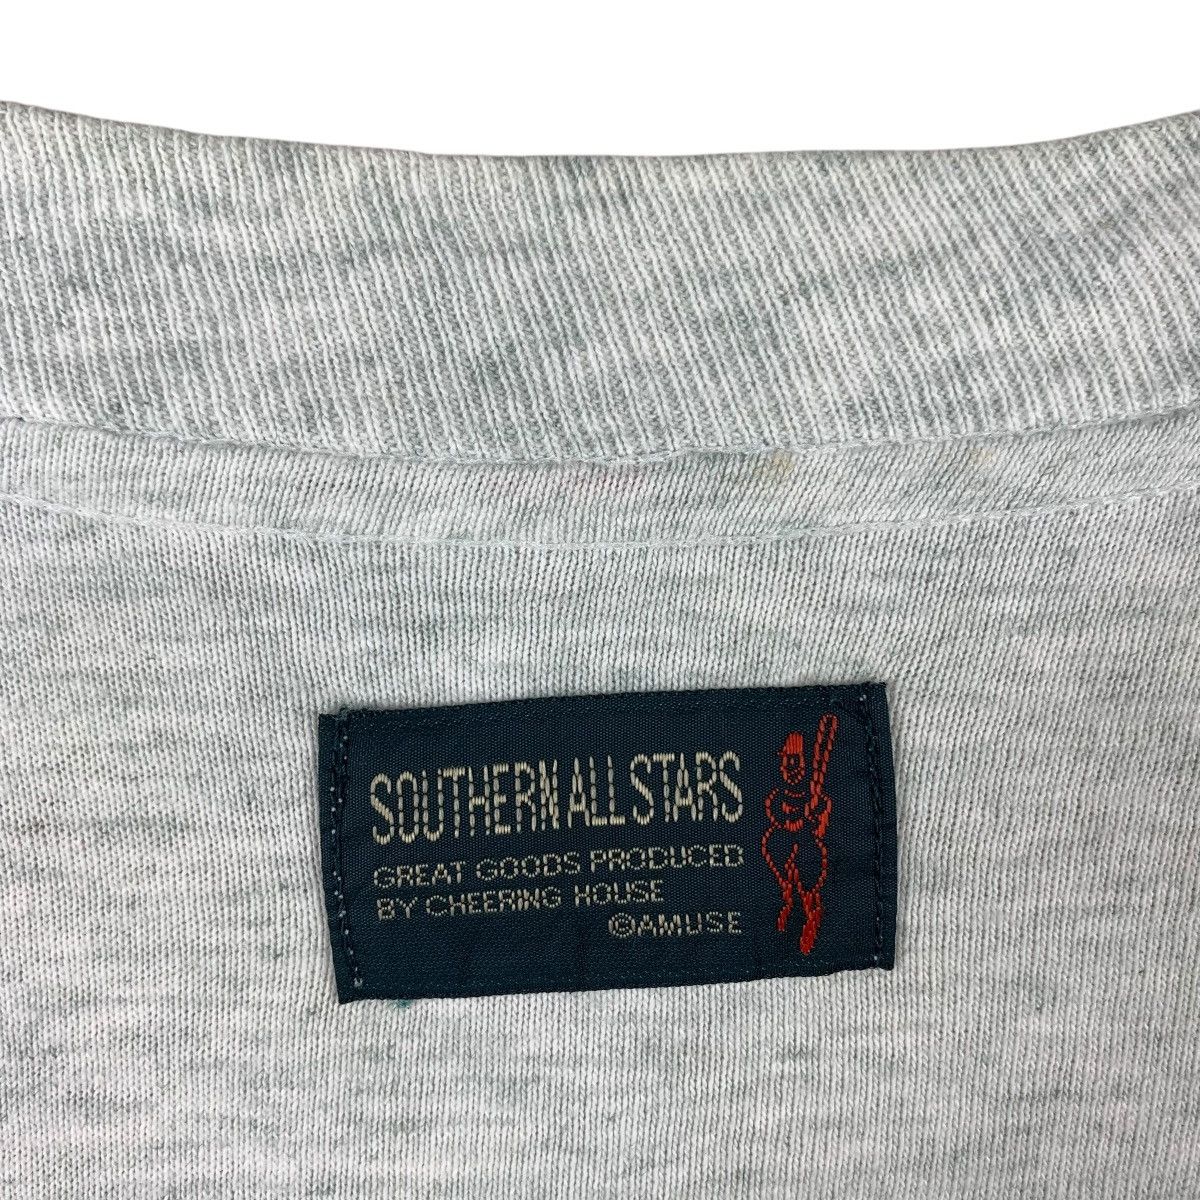 SOUTHERN ALL STARS
GREAT GOODS PRODUCED
BY CHEERING HOUSE
©AMUSE